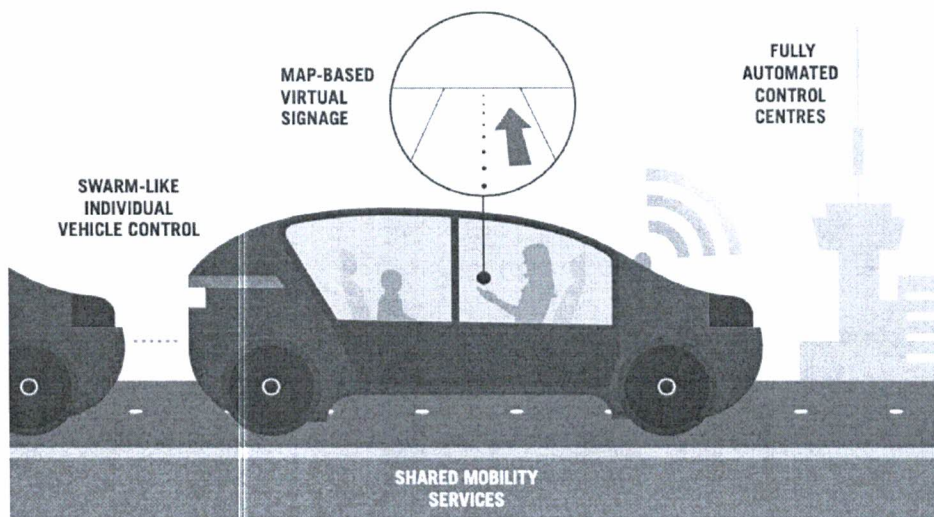 MAP-BASED
VIRTUAL
SIGNAGE
FULLY
AUTOMATED
CONTROL
CENTRES
SWARM-LIKE
INDIVIDUAL
VEHICLE CONTROL
SHARED MOBILITY
SERVICES